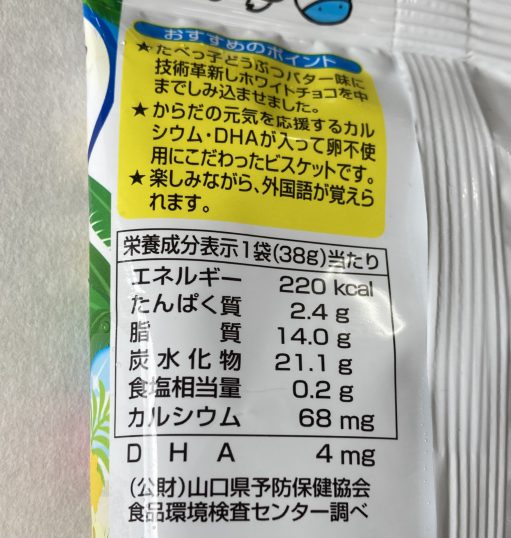 おすすめのポイント
★たべっ子どうぶつバター味に
技術革新しホワイトチョコを中
までしみ込ませました。
★からだの元気を応援するカル
シウム・DHAが入って卵不使
用にこだわったビスケットです。
★楽しみながら、外国語が覚えら
れます。
栄養成分表示1袋(38g)当たり
エネルギー 220 kcal
たんぱく質 2.4 g
脂質 14.0 g
炭水化物 21.1 g
食塩相当量 0.2 g
カルシウム 68 mg
DHA 4 mg
(公財)山口県予防保健協会
食品環境検査センター調べ